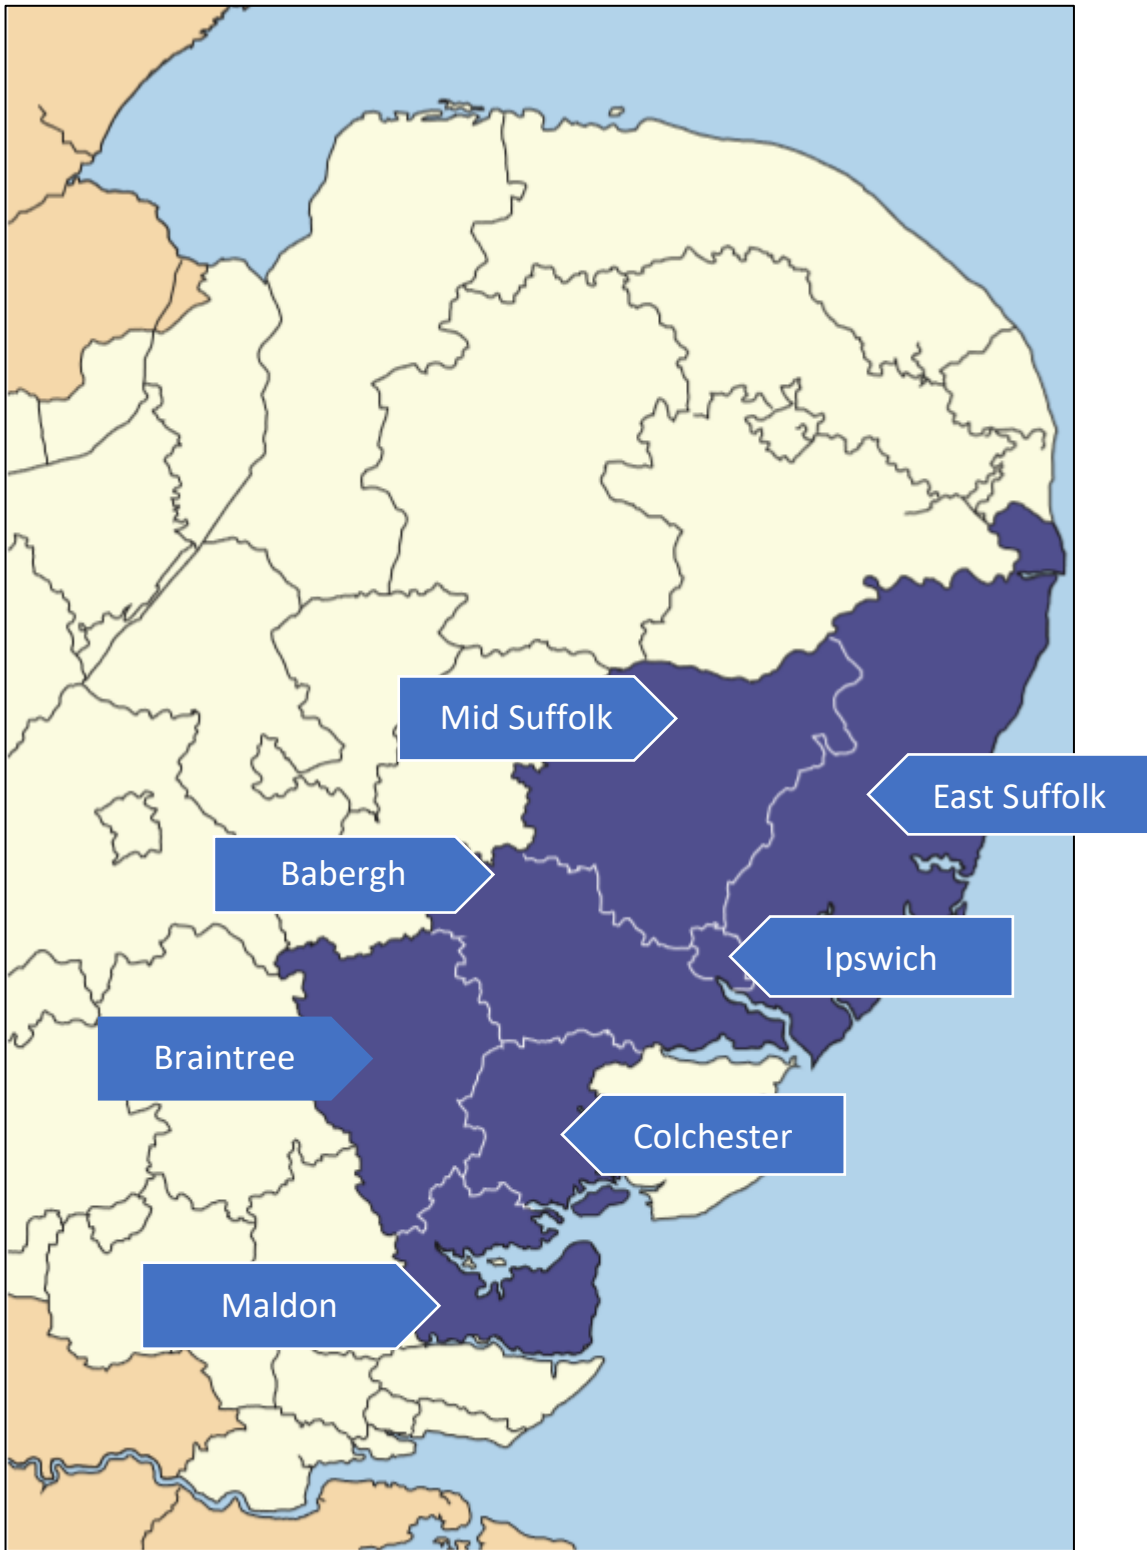 Mid Suffolk
East Suffolk
Babergh
Ipswich
Braintree
Colchester
Maldon